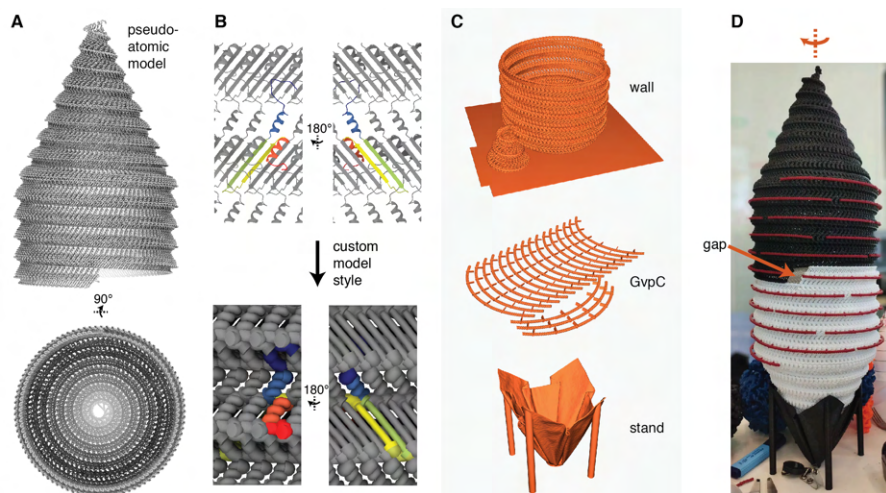 A
pseudo-
atomic
model
90°
B
180°
custom
model
style
180°
C
wall
GvpC
stand
D
gap